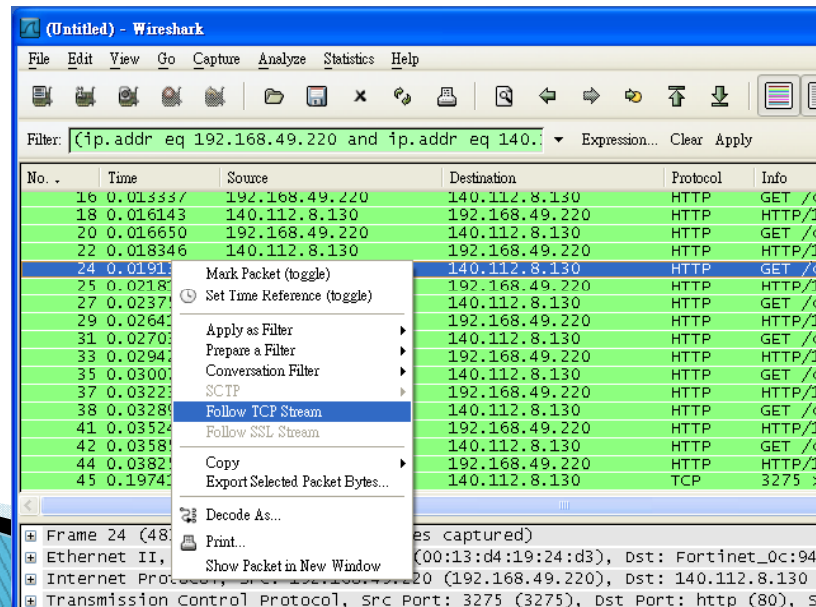 (Untitled) - Wireshark
File Edit View Go Capture Analyze Statistics Help
Filter: (ip.addr eq 192.168.49.220 and ip.addr eq 140. Expression... Clear Apply
No. . Time Source Destination Protocol Info
16 0.013337 192.168.49.220 140.112.8.130 HTTP GET
18 0.016143 140.112.8.130 192.168.49.220 HTTP HTTP/1
20 0.016650 192.168.49.220 140.112.8.130 HTTP GET
22 0.018346 140.112.8.130 192.168.49.220 HTTP HTTP/1
24 0.0191 140.112.8.130 HTTP GET
25 0.0218 192.168.49.220 HTTP HTTP/1
27 0.0237 140.112.8.130 HTTP GET
29 0.0264 192.168.49.220 HTTP HTTP/1
31 0.0270 140.112.8.130 HTTP GET
33 0.0294 192.168.49.220 HTTP HTTP/1
35 0.0300 140.112.8.130 HTTP GET
37 0.0322 192.168.49.220 HTTP HTTP/1
38 0.0328 140.112.8.130 HTTP GET
41 0.0352 192.168.49.220 HTTP HTTP/1
42 0.0358 140.112.8.130 HTTP GET
44 0.0382 192.168.49.220 HTTP HTTP/1
45 0.1974 140.112.8.130 TCP 3275
Mark Packet (toggle)
Set Time Reference (toggle)
Apply as Filter
Prepare a Filter
Conversation Filter
SCTP
Follow TCP Stream
Follow SSL Stream
Copy
Export Selected Packet Bytes...
Decode As...
Print...
Show Packet in New Window
Frame 24 (48 es captured)
Ethernet II, (00:13:d4:19:24:d3), Dst: Fortinet_0c:94
Internet Protocol, Src: 192.168.49.220 (192.168.49.220), Dst: 140.112.8.130
Transmission Control Protocol, Src Port: 3275 (3275), Dst Port: http (80), S